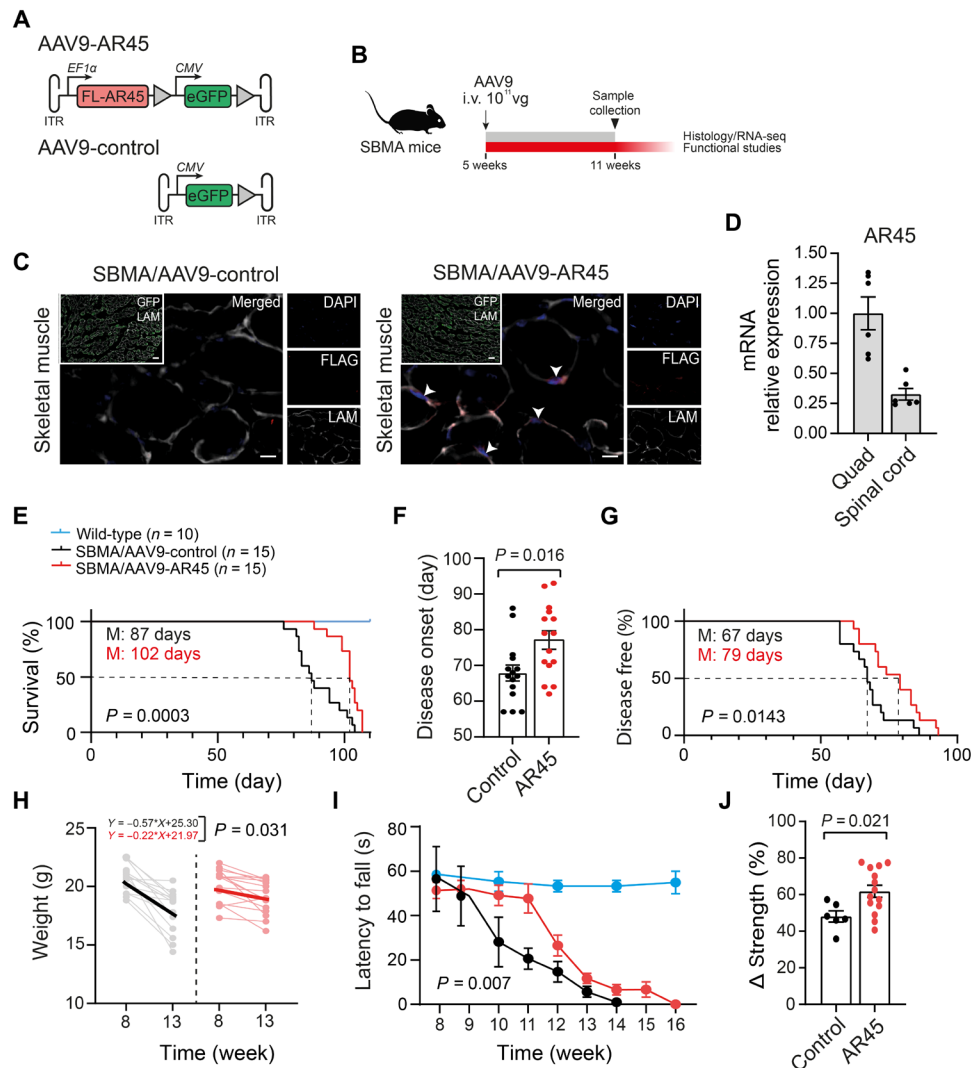 A
AAV9-AR45
EF1α
CMV
FL-AR45
eGFP
ITR
ITR
AAV9-control
CMV
eGFP
ITR
ITR
B
AAV9
i.v. 10¹¹vg
Sample
collection
SBMA mice
Histology/RNA-seq
Functional studies
5 weeks
11 weeks
C
SBMA/AAV9-control
Skeletal muscle
GFP
LAM
Merged
DAPI
FLAG
LAM
SBMA/AAV9-AR45
Skeletal muscle
GFP
LAM
Merged
DAPI
FLAG
LAM
D
AR45
mRNA
relative expression
1.50
1.25
1.00
0.75
0.50
0.25
0.00
Quad
Spinal cord
E
Wild-type (n = 10)
SBMA/AAV9-control (n = 15)
SBMA/AAV9-AR45 (n = 15)
Survival (%)
100
50
0
M: 87 days
M: 102 days
P = 0.0003
0
50
100
Time (day)
F
P = 0.016
Disease onset (day)
100
90
80
70
60
50
Control
AR45
G
Disease free (%)
100
50
0
M: 67 days
M: 79 days
P = 0.0143
0
50
100
Time (day)
H
Y = −0.57*X+25.30
Y = −0.22*X+21.97
P = 0.031
Weight (g)
25
20
15
10
8
13
8
13
Time (week)
I
Latency to fall (s)
80
60
40
20
0
P = 0.007
8
9
10
11
12
13
14
15
16
Time (week)
J
P = 0.021
Δ Strength (%)
100
80
60
40
20
0
Control
AR45